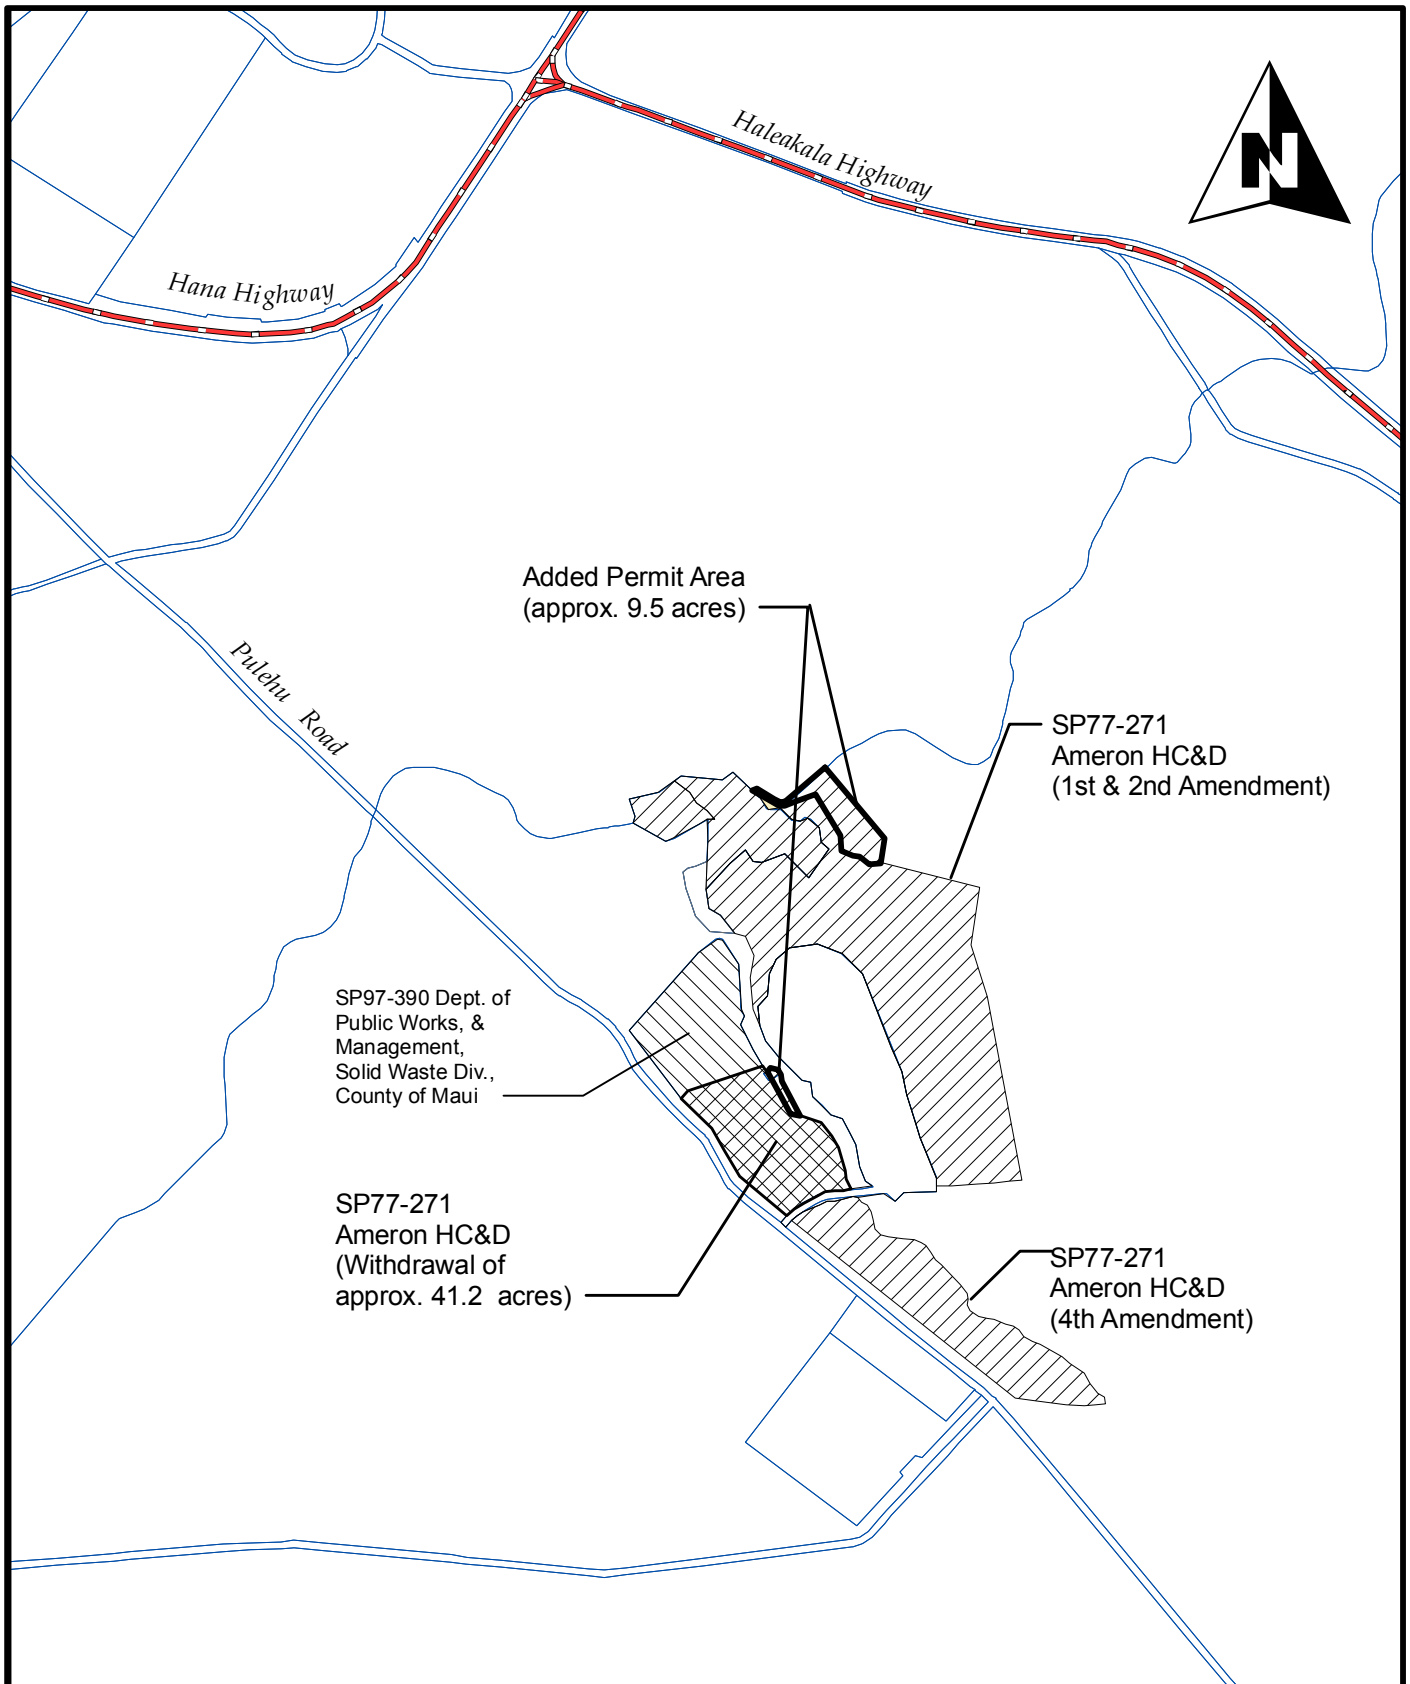 Haleakala Highway
N
Hana Highway
Added Permit Area
(approx. 9.5 acres)
Pulehu Road
SP77-271
Ameron HC&D
(1st & 2nd Amendment)
SP97-390 Dept. of
Public Works, &
Management,
Solid Waste Div.,
County of Maui
SP77-271
Ameron HC&D
(Withdrawal of
approx. 41.2 acres)
SP77-271
Ameron HC&D
(4th Amendment)